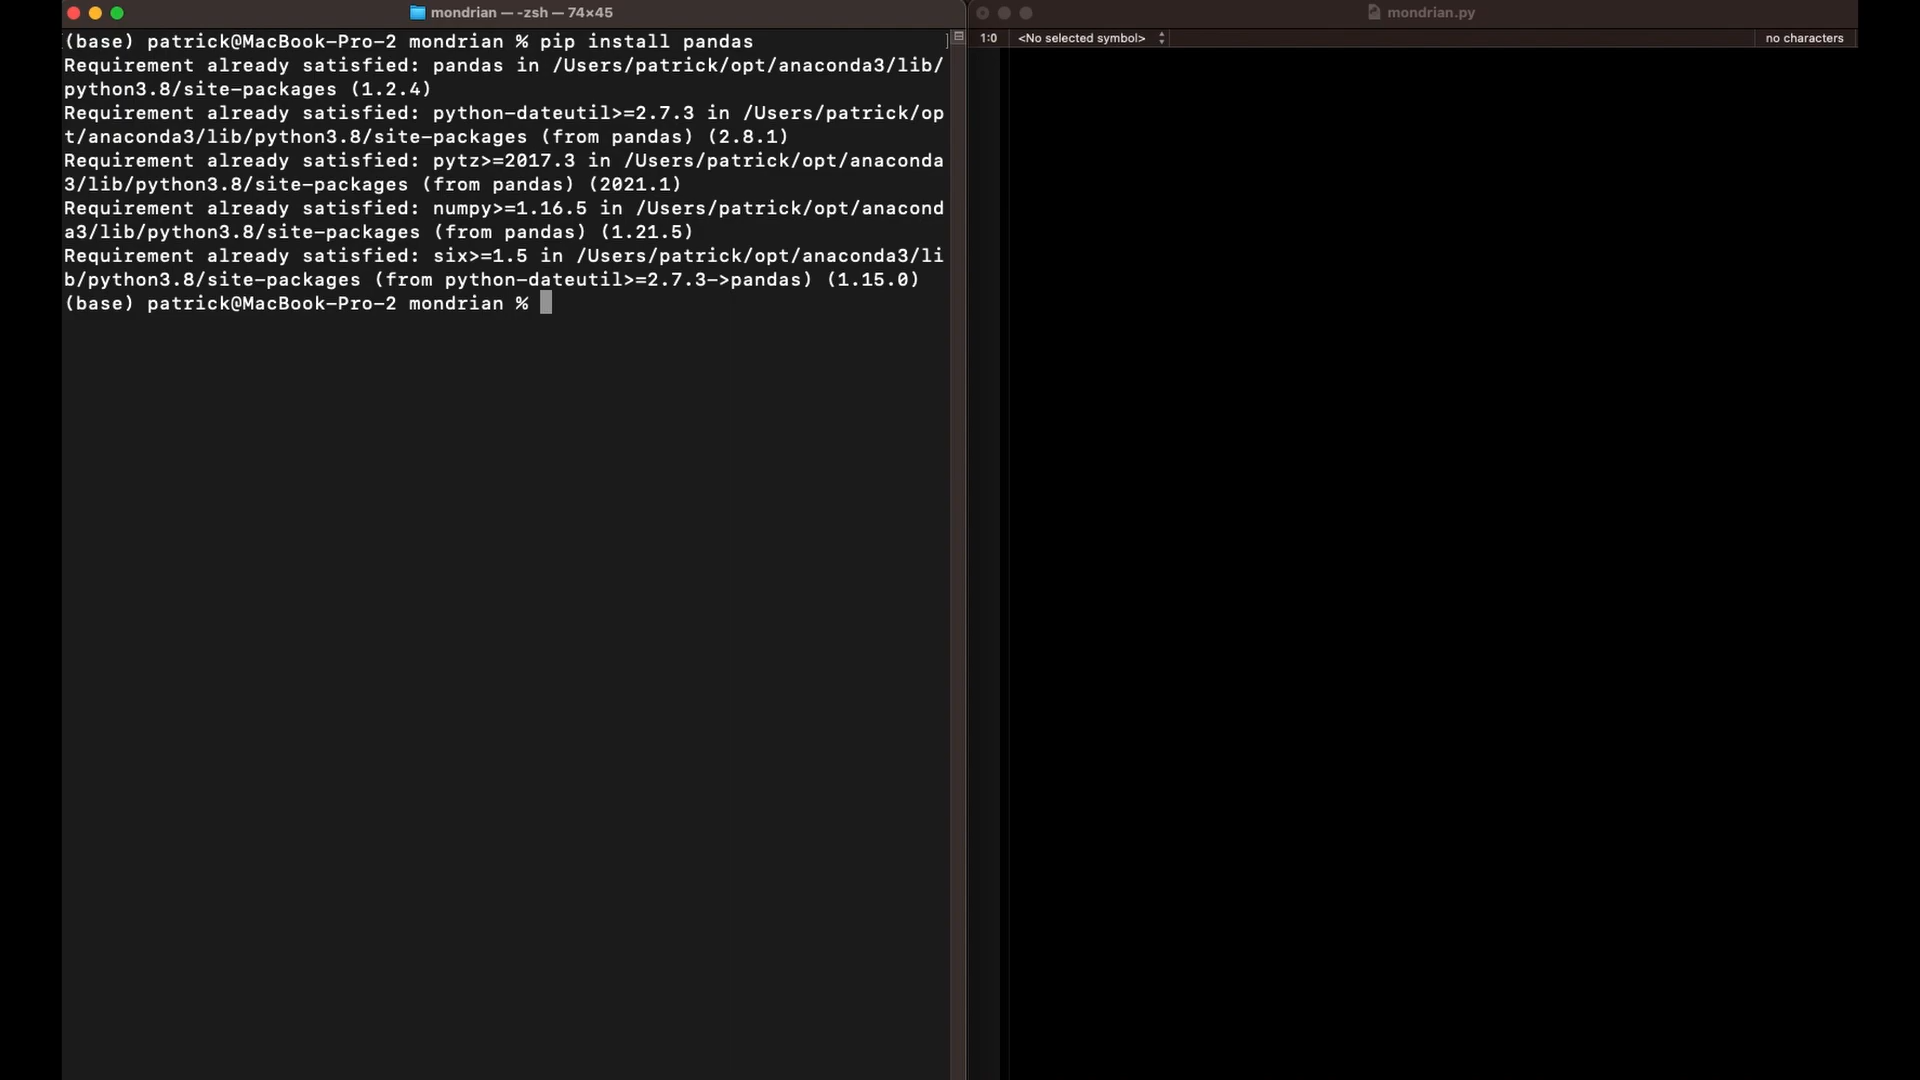 mondrian — -zsh — 74×45
(base) patrick@MacBook-Pro-2 mondrian % pip install pandas
Requirement already satisfied: pandas in /Users/patrick/opt/anaconda3/lib/
python3.8/site-packages (1.2.4)
Requirement already satisfied: python-dateutil>=2.7.3 in /Users/patrick/op
t/anaconda3/lib/python3.8/site-packages (from pandas) (2.8.1)
Requirement already satisfied: pytz>=2017.3 in /Users/patrick/opt/anaconda
3/lib/python3.8/site-packages (from pandas) (2021.1)
Requirement already satisfied: numpy>=1.16.5 in /Users/patrick/opt/anacond
a3/lib/python3.8/site-packages (from pandas) (1.21.5)
Requirement already satisfied: six>=1.5 in /Users/patrick/opt/anaconda3/li
b/python3.8/site-packages (from python-dateutil>=2.7.3->pandas) (1.15.0)
(base) patrick@MacBook-Pro-2 mondrian %
mondrian.py
1:0 <No selected symbol> no characters